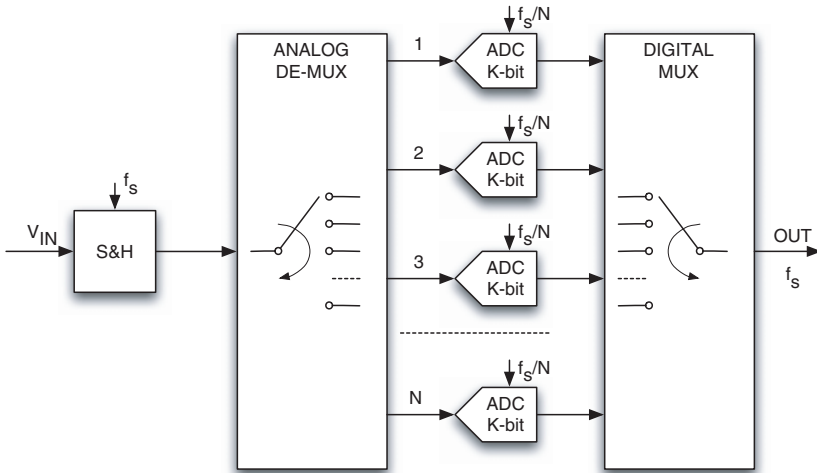 ANALOG
DE-MUX
DIGITAL
MUX
V_IN
f_s
S&H
1
f_s/N
ADC
K-bit
2
f_s/N
ADC
K-bit
3
f_s/N
ADC
K-bit
N
f_s/N
ADC
K-bit
OUT
f_s